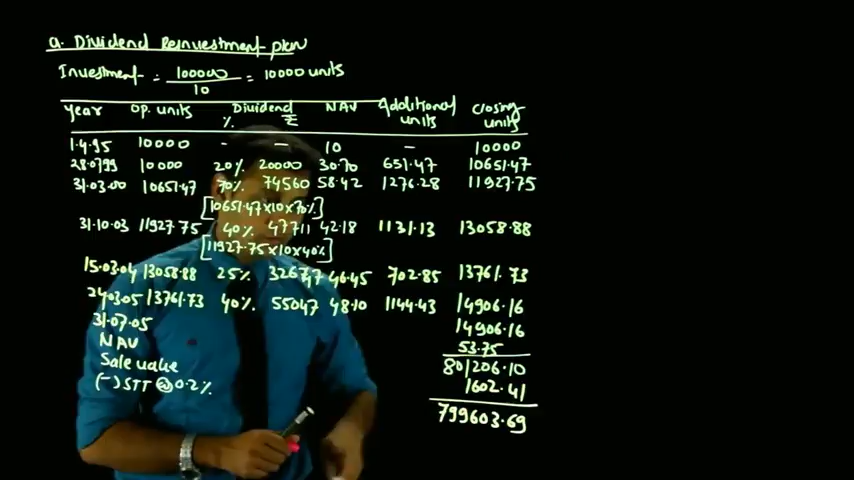 a. Dividend Reinvestment plan
Investment = 100000 / 10 = 10000 units
Year Op. units Dividend NAV Additional units Closing units
% ₹
1.4.95 10000 - - 10 - 10000
28.07.99 10000 20% 20000 30.70 651.47 10651.47
31.03.00 10651.47 70% 74560 58.42 1276.28 11927.75
[10651.47x10x70%]
31.10.03 11927.75 40% 47711 42.18 1131.13 13058.88
[11927.75x10x40%]
15.03.04 13058.88 25% 32647 46.45 702.85 13761.73
24.03.05 13761.73 40% 55047 48.10 1144.43 14906.16
31.07.05 14906.16
NAV 53.75
Sale value 801206.10
(-) STT @ 0.2% 1602.41
799603.69